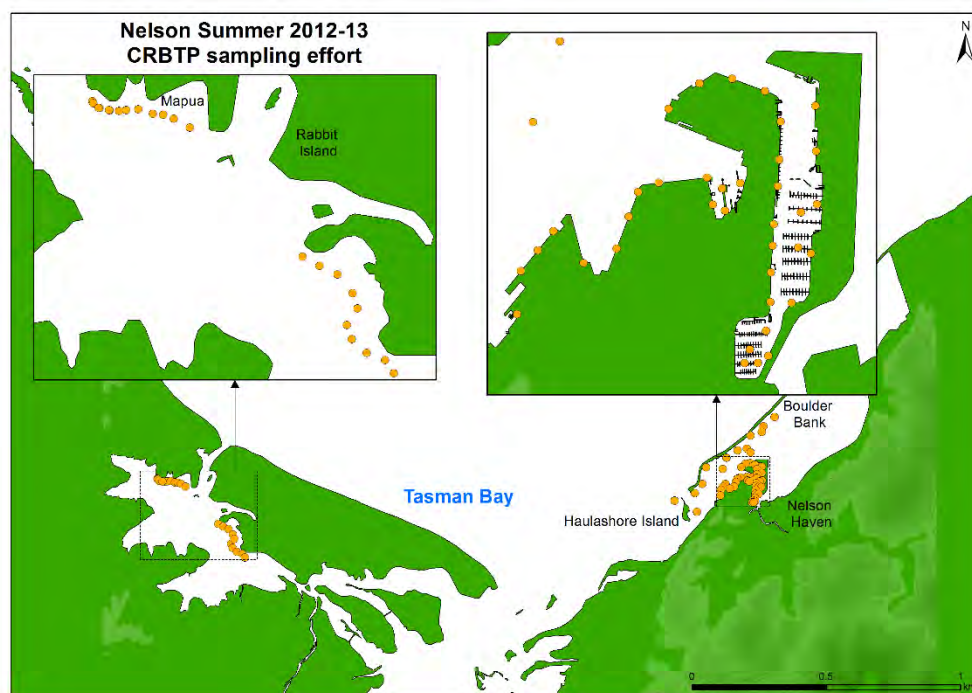 Nelson Summer 2012-13
CRBTP sampling effort
N
Mapua
Rabbit
Island
Boulder
Bank
Tasman Bay
Haulashore Island
Nelson
Haven
0 0.5 1